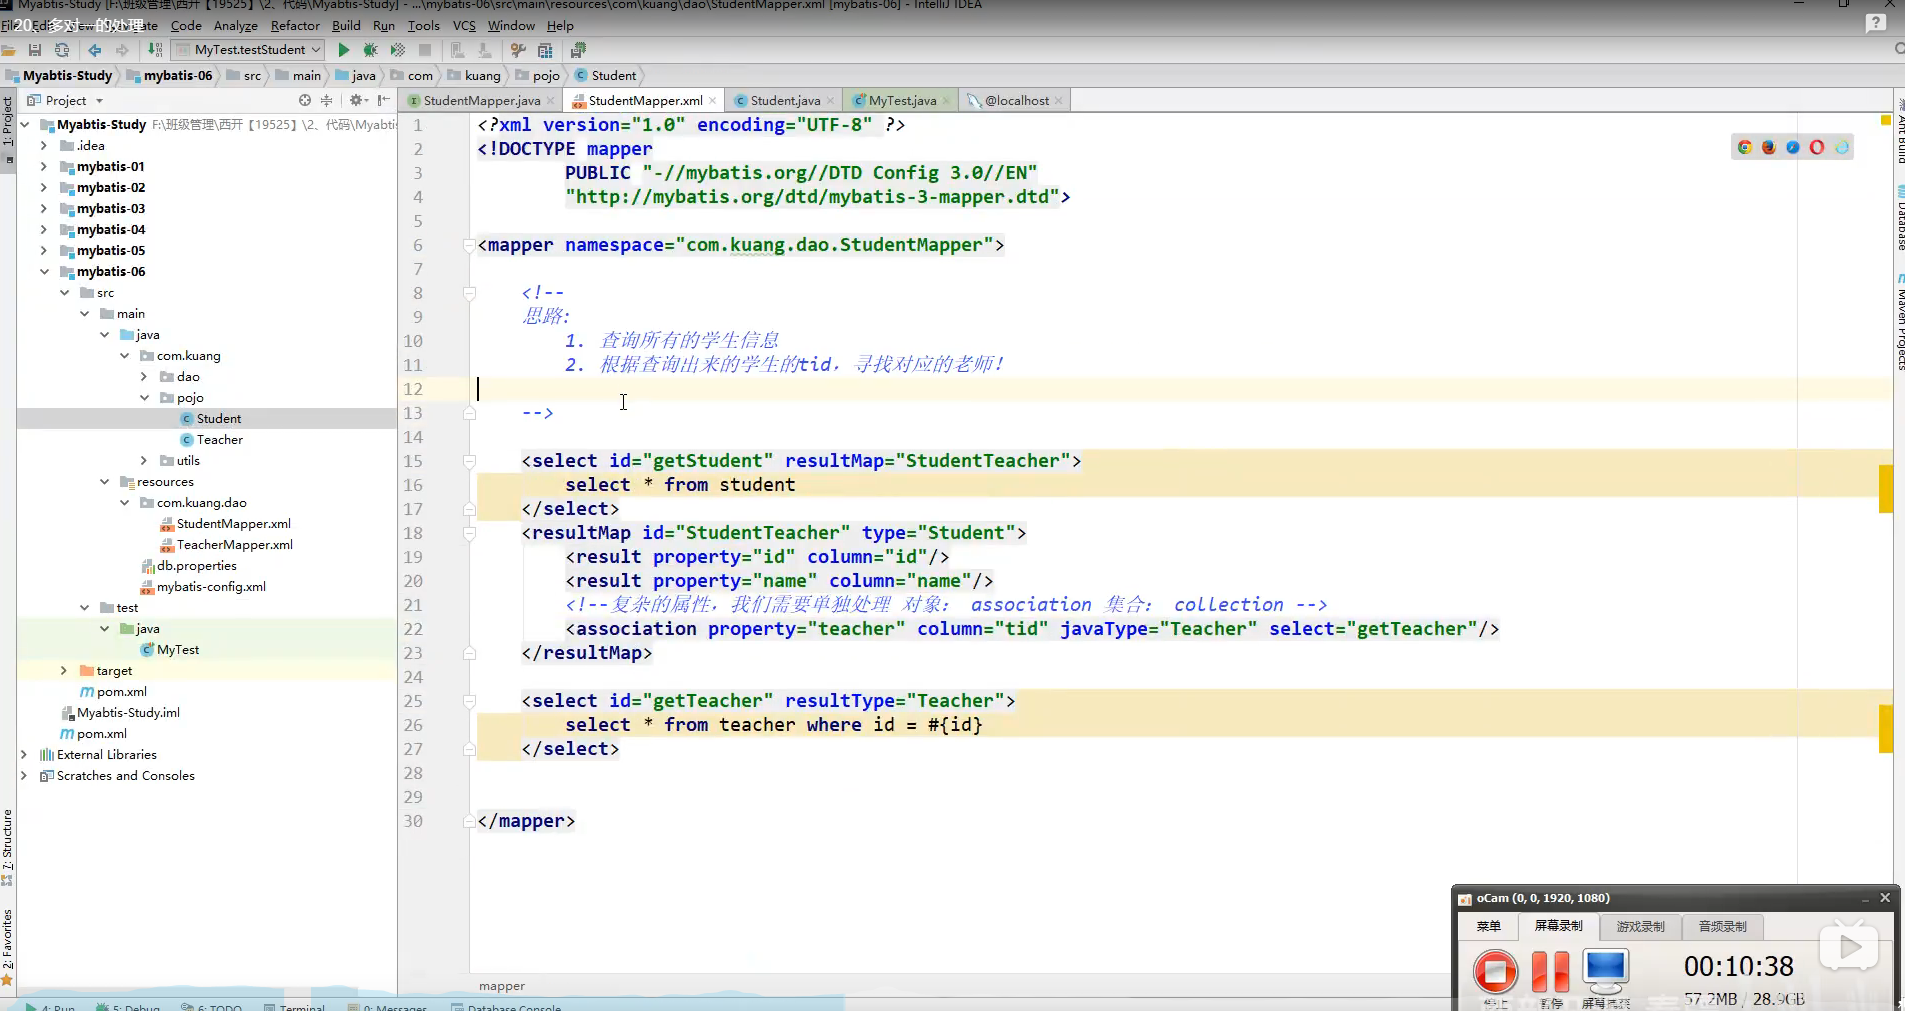 Myabtis-Study [F:\班级管理\西开【19525】\2、代码\Myabtis-Study] - ...\mybatis-06\src\main\resources\com\kuang\dao\StudentMapper.xml [mybatis-06] - IntelliJ IDEA
20、多对一的处理
File Edit View Navigate Code Analyze Refactor Build Run Tools VCS Window Help
MyTest.testStudent
Myabtis-Study mybatis-06 src main java com kuang pojo Student
Project
StudentMapper.java StudentMapper.xml Student.java MyTest.java @localhost
Myabtis-Study F:\班级管理\西开【19525】\2、代码\Myabtis
.idea
mybatis-01
mybatis-02
mybatis-03
mybatis-04
mybatis-05
mybatis-06
src
main
java
com.kuang
dao
pojo
Student
Teacher
utils
resources
com.kuang.dao
StudentMapper.xml
TeacherMapper.xml
db.properties
mybatis-config.xml
test
java
MyTest
target
pom.xml
Myabtis-Study.iml
pom.xml
External Libraries
Scratches and Consoles
1: Project
7: Structure
2: Favorites
1 <?xml version="1.0" encoding="UTF-8" ?>
2 <!DOCTYPE mapper
3 PUBLIC "-//mybatis.org//DTD Config 3.0//EN"
4 "http://mybatis.org/dtd/mybatis-3-mapper.dtd">
5
6 <mapper namespace="com.kuang.dao.StudentMapper">
7
8 <!--
9 思路:
10 1. 查询所有的学生信息
11 2. 根据查询出来的学生的tid，寻找对应的老师！
12
13 -->
14
15 <select id="getStudent" resultMap="StudentTeacher">
16 select * from student
17 </select>
18 <resultMap id="StudentTeacher" type="Student">
19 <result property="id" column="id"/>
20 <result property="name" column="name"/>
21 <!--复杂的属性，我们需要单独处理 对象： association 集合： collection -->
22 <association property="teacher" column="tid" javaType="Teacher" select="getTeacher"/>
23 </resultMap>
24
25 <select id="getTeacher" resultType="Teacher">
26 select * from teacher where id = #{id}
27 </select>
28
29
30 </mapper>
mapper
Ant Build
Database
Maven Projects
4: Run 5: Debug 6: TODO Terminal 0: Messages Database Console
oCam (0, 0, 1920, 1080)
菜单 屏幕录制 游戏录制 音频录制
00:10:38
57.2MB / 28.9GB
停止 暂停